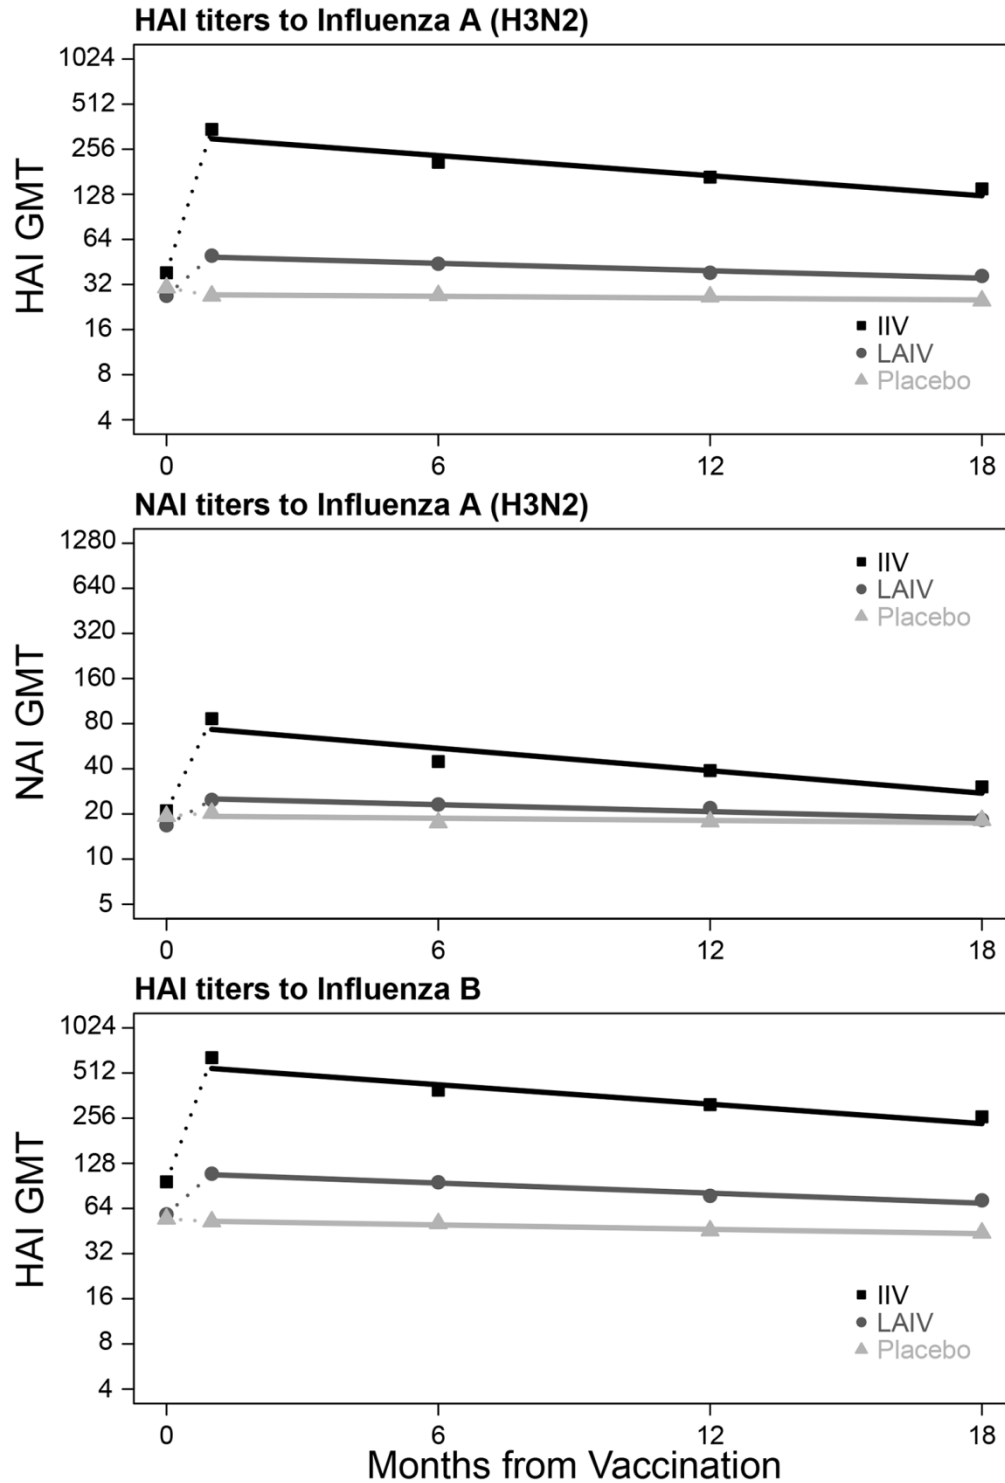 HAI titers to Influenza A (H3N2)
HAI GMT
1024
512
256
128
64
32
16
8
4
IIV
LAIV
Placebo
0 6 12 18
NAI titers to Influenza A (H3N2)
NAI GMT
1280
640
320
160
80
40
20
10
5
IIV
LAIV
Placebo
0 6 12 18
HAI titers to Influenza B
HAI GMT
1024
512
256
128
64
32
16
8
4
IIV
LAIV
Placebo
0 6 12 18
Months from Vaccination